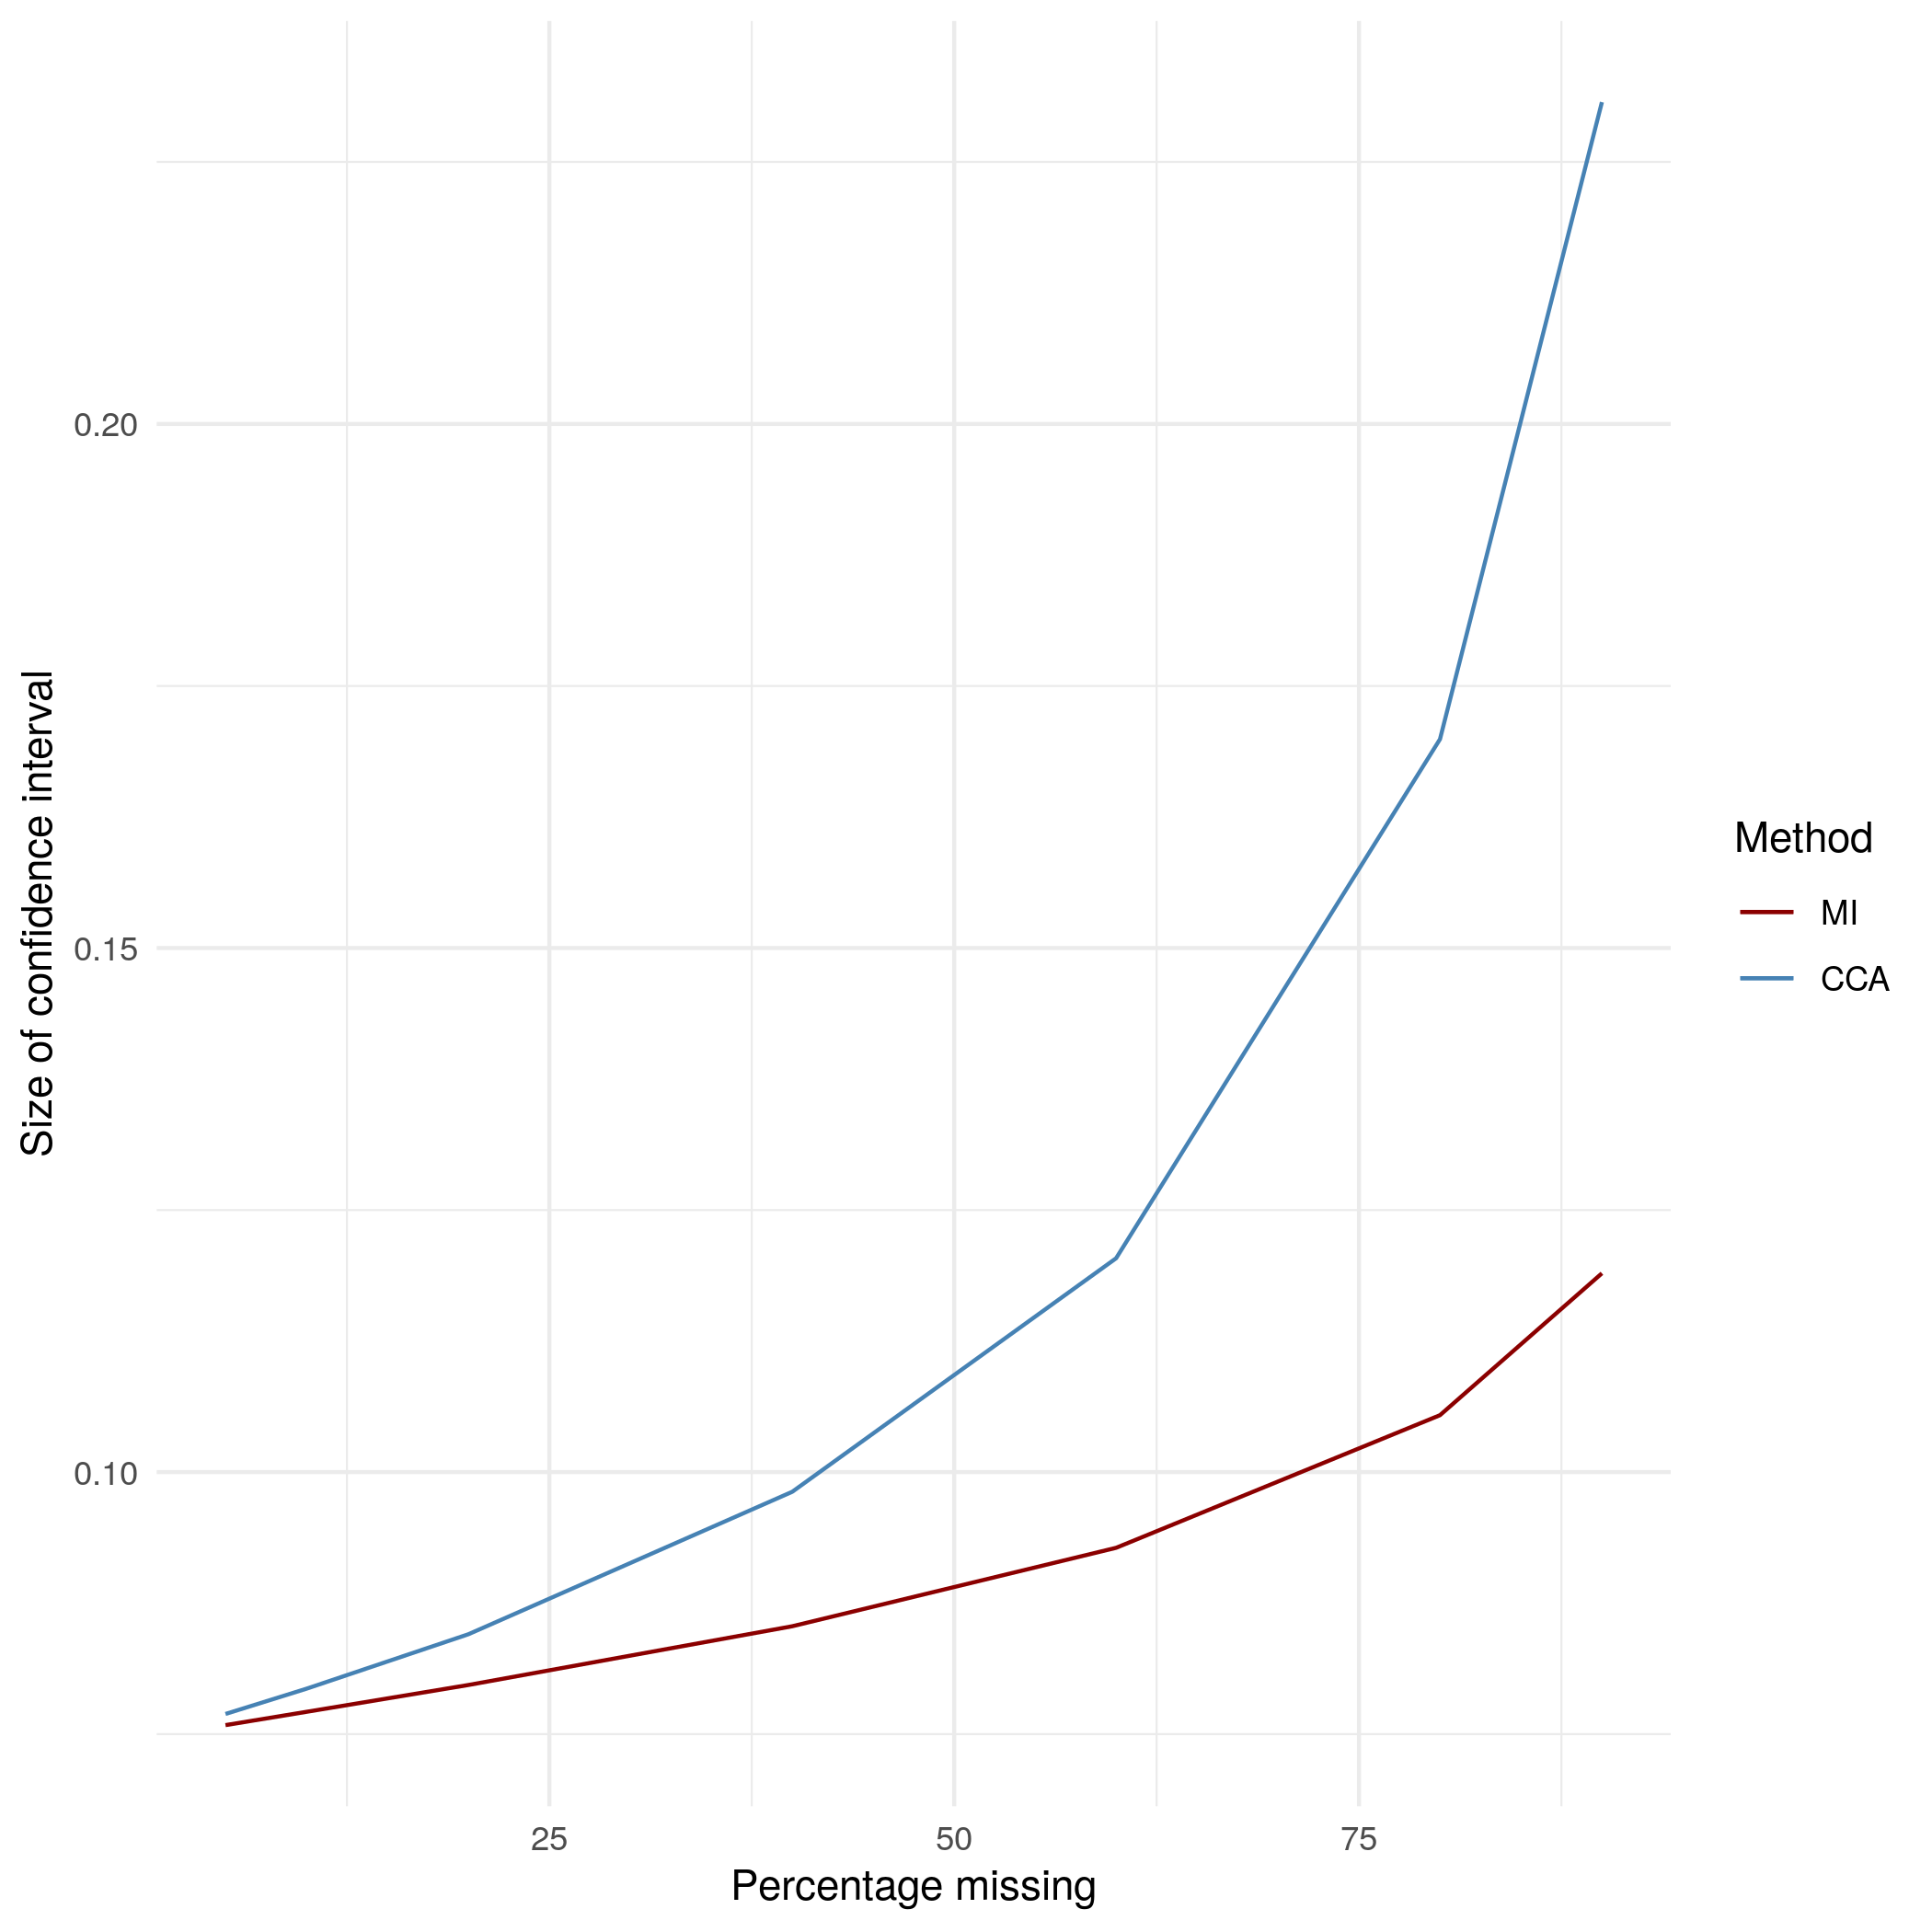 0.20
0.15
0.10
Size of confidence interval
25
50
75
Percentage missing
Method
MI
CCA